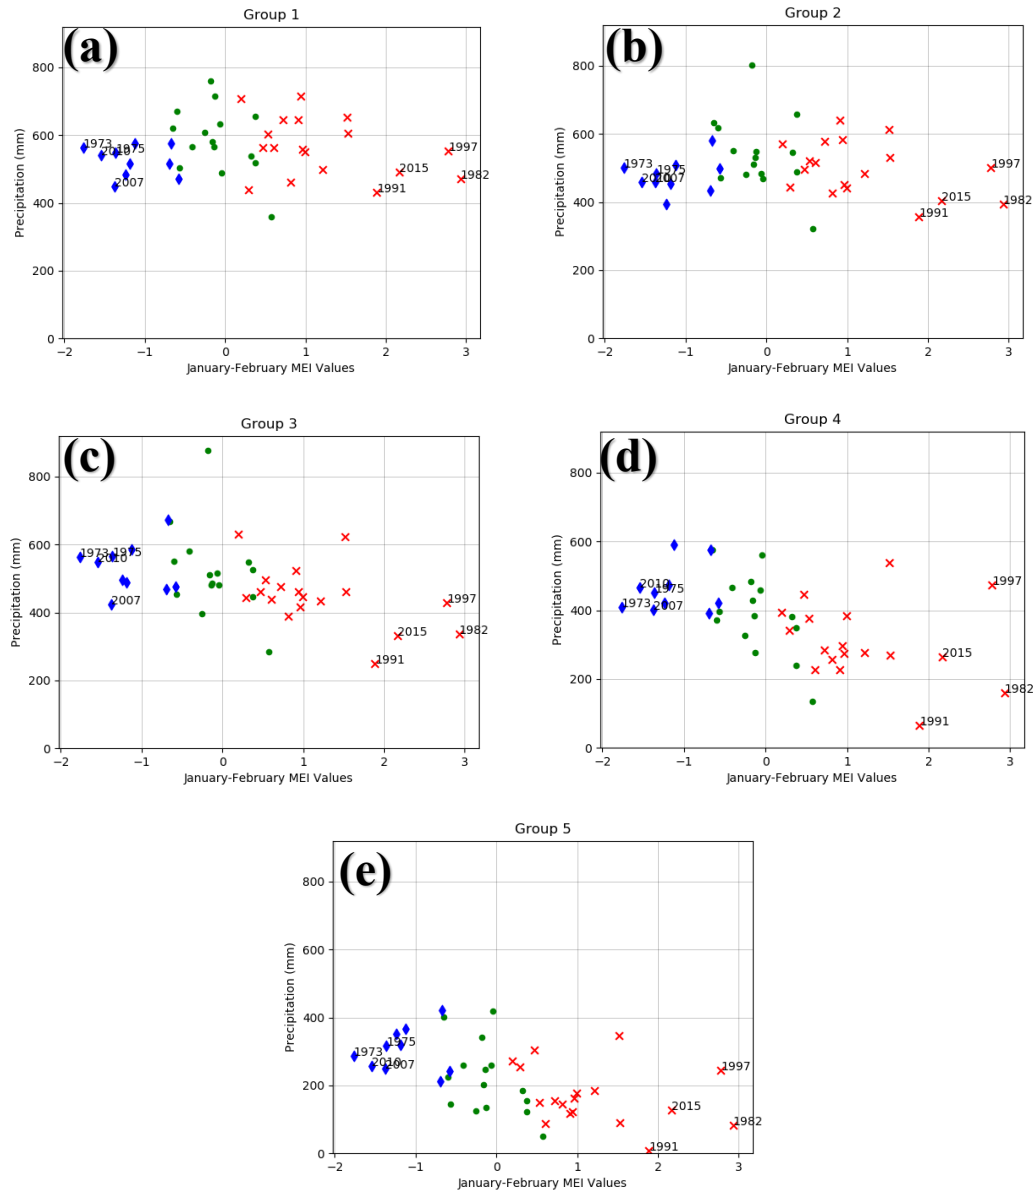 Group 1
(a)
Precipitation (mm)
800
600
400
200
0
1973
2010
1975
2007
1997
2015
1982
1991
−2 −1 0 1 2 3
January-February MEI Values
Group 2
(b)
Precipitation (mm)
800
600
400
200
0
1973
1975
2010
2007
1997
2015
1982
1991
−2 −1 0 1 2 3
January-February MEI Values
Group 3
(c)
Precipitation (mm)
800
600
400
200
0
1973
1975
2010
2007
1997
2015
1982
1991
−2 −1 0 1 2 3
January-February MEI Values
Group 4
(d)
Precipitation (mm)
800
600
400
200
0
2010
1975
1973
2007
1997
2015
1982
1991
−2 −1 0 1 2 3
January-February MEI Values
Group 5
(e)
Precipitation (mm)
800
600
400
200
0
1975
1973
2010
2007
1997
2015
1982
1991
−2 −1 0 1 2 3
January-February MEI Values